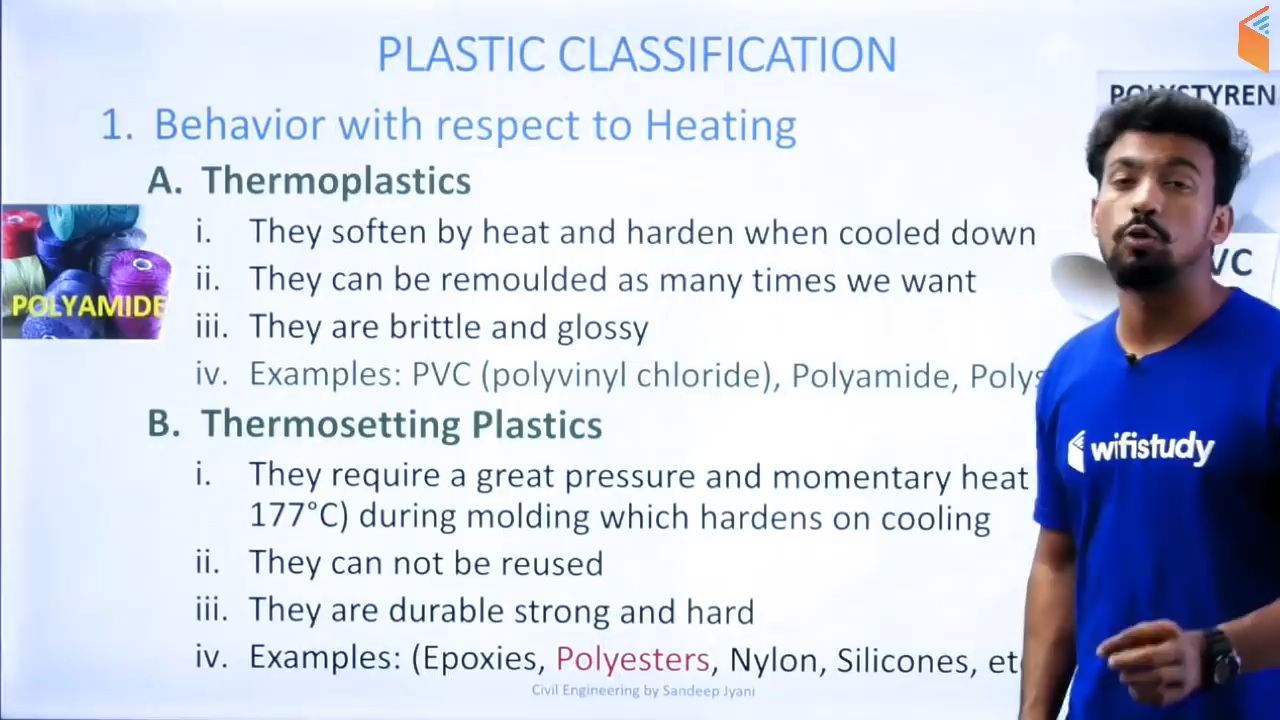 PLASTIC CLASSIFICATION
1. Behavior with respect to Heating
A. Thermoplastics
i. They soften by heat and harden when cooled down
ii. They can be remoulded as many times we want
iii. They are brittle and glossy
iv. Examples: PVC (polyvinyl chloride), Polyamide,
B. Thermosetting Plastics
i. They require a great pressure and momentary heat
177°C) during molding which hardens on cooling
ii. They can not be reused
iii. They are durable strong and hard
iv. Examples: (Epoxies, Polyesters, Nylon, Silicones,
Civil Engineering by Sandeep Jyani
POLYAMIDE
wifistudy